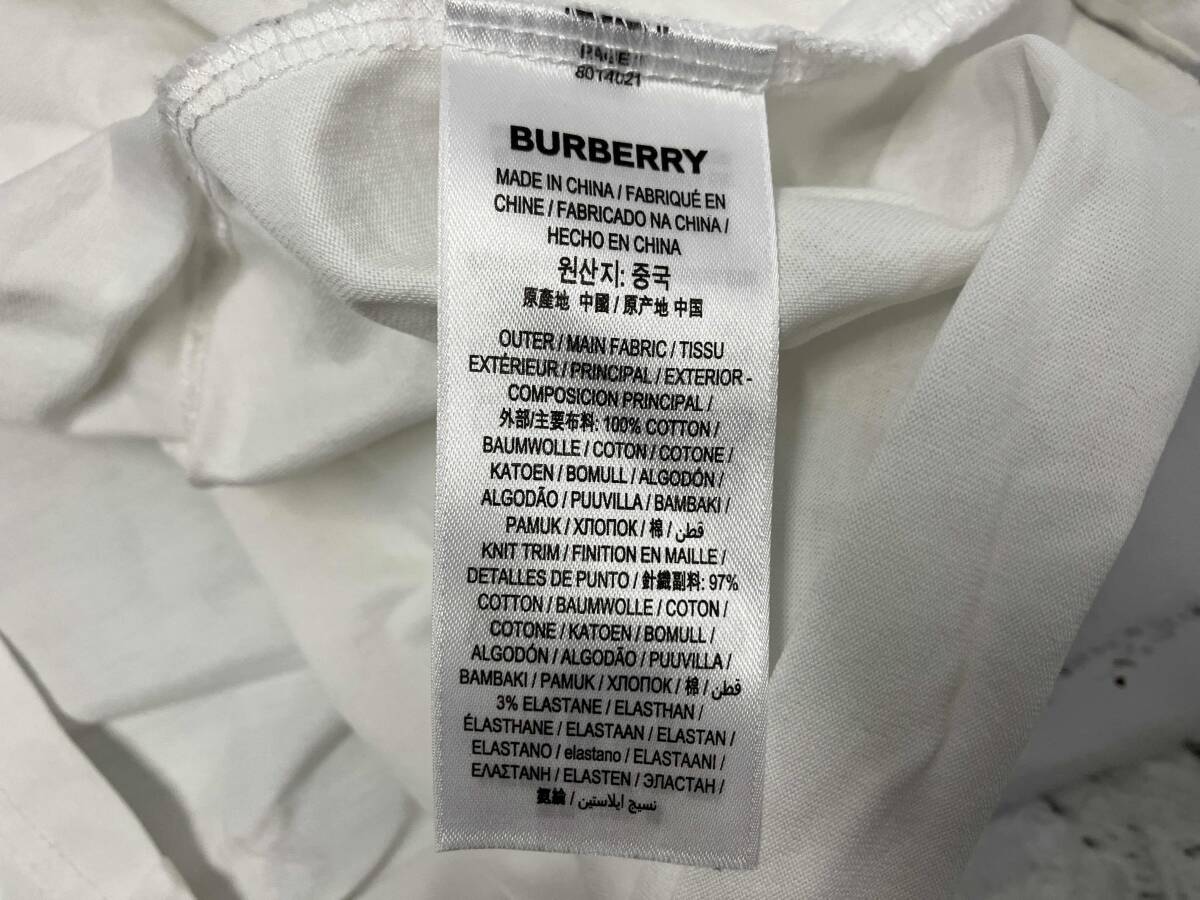 8014021
BURBERRY
MADE IN CHINA / FABRIQUÉ EN
CHINE / FABRICADO NA CHINA /
HECHO EN CHINA
원산지: 중국
原產地 中國 / 原产地 中国
OUTER / MAIN FABRIC / TISSU
EXTÉRIEUR / PRINCIPAL / EXTERIOR -
COMPOSICION PRINCIPAL /
外部/主要布料: 100% COTTON /
BAUMWOLLE / COTON / COTONE /
KATOEN / BOMULL / ALGODÓN /
ALGODÃO / PUUVILLA / BAMBAKI /
PAMUK / ХЛОПОК / 棉 / قطن
KNIT TRIM / FINITION EN MAILLE /
DETALLES DE PUNTO / 針織副料: 97%
COTTON / BAUMWOLLE / COTON /
COTONE / KATOEN / BOMULL /
ALGODÓN / ALGODÃO / PUUVILLA /
BAMBAKI / PAMUK / ХЛОПОК / 棉 / قطن
3% ELASTANE / ELASTHAN /
ÉLASTHANE / ELASTAAN / ELASTAN /
ELASTANO / elastano / ELASTAANI /
ΕΛΑΣΤΑΝΗ / ELASTEN / ЭЛАСТАН /
氨綸 / نسيج ايلاستين